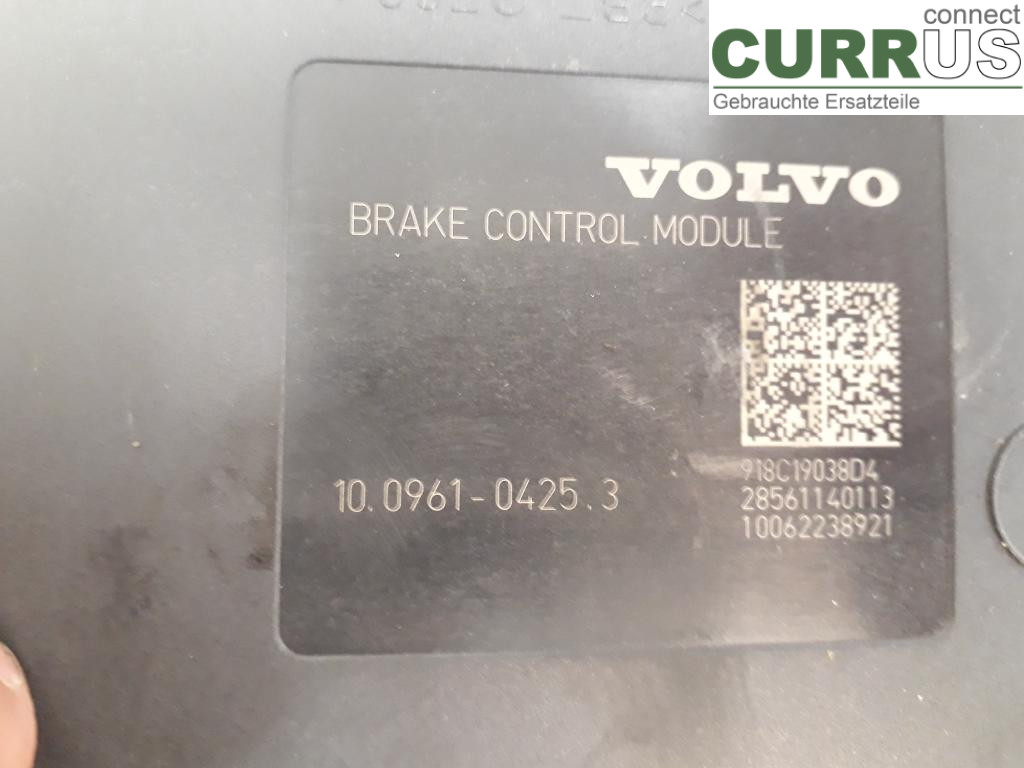 connect
CURRUS
Gebrauchte Ersatzteile
VOLVO
BRAKE CONTROL MODULE
918C19038D4
10.0961-0425.3
28561140113
10062238921